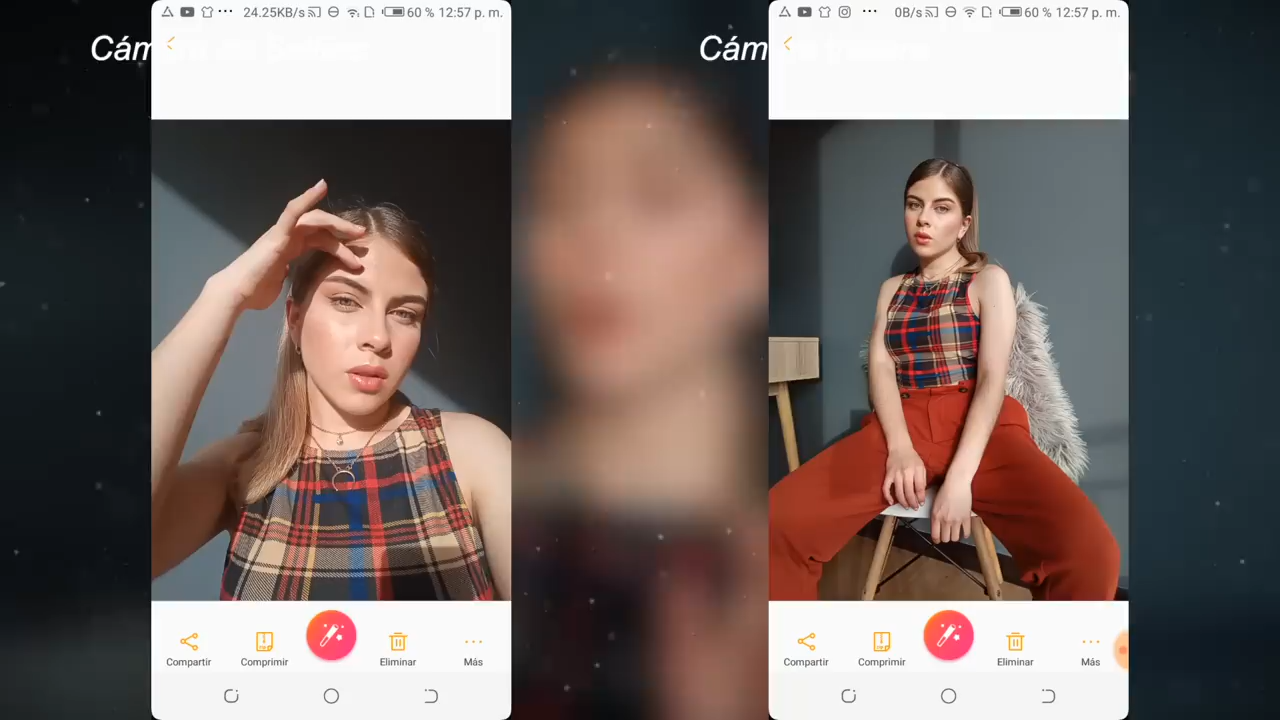 24.25KB/s 60 % 12:57 p. m.
Cám
Compartir
Comprimir
Eliminar
Más
0B/s 60 % 12:57 p. m.
Cám
Compartir
Comprimir
Eliminar
Más